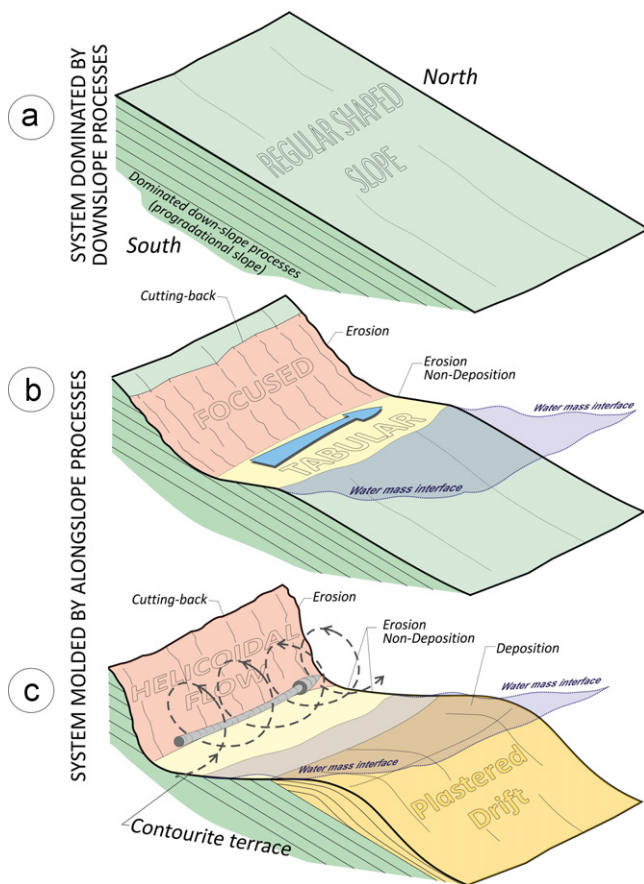 a
SYSTEM DOMINATED BY
DOWNSLOPE PROCESSES
North
REGULAR SHAPED
SLOPE
Dominated down-slope processes
(progradational slope)
South
b
SYSTEM MOLDED BY ALONGSLOPE PROCESSES
Cutting-back
Erosion
Erosion
Non-Deposition
FOCUSED
TABULAR
Water mass interface
Water mass interface
c
Cutting-back
Erosion
Erosion
Non-Deposition
Deposition
HELICOIDAL
FLOW
Water mass interface
Water mass interface
Plastered
Drift
Contourite terrace